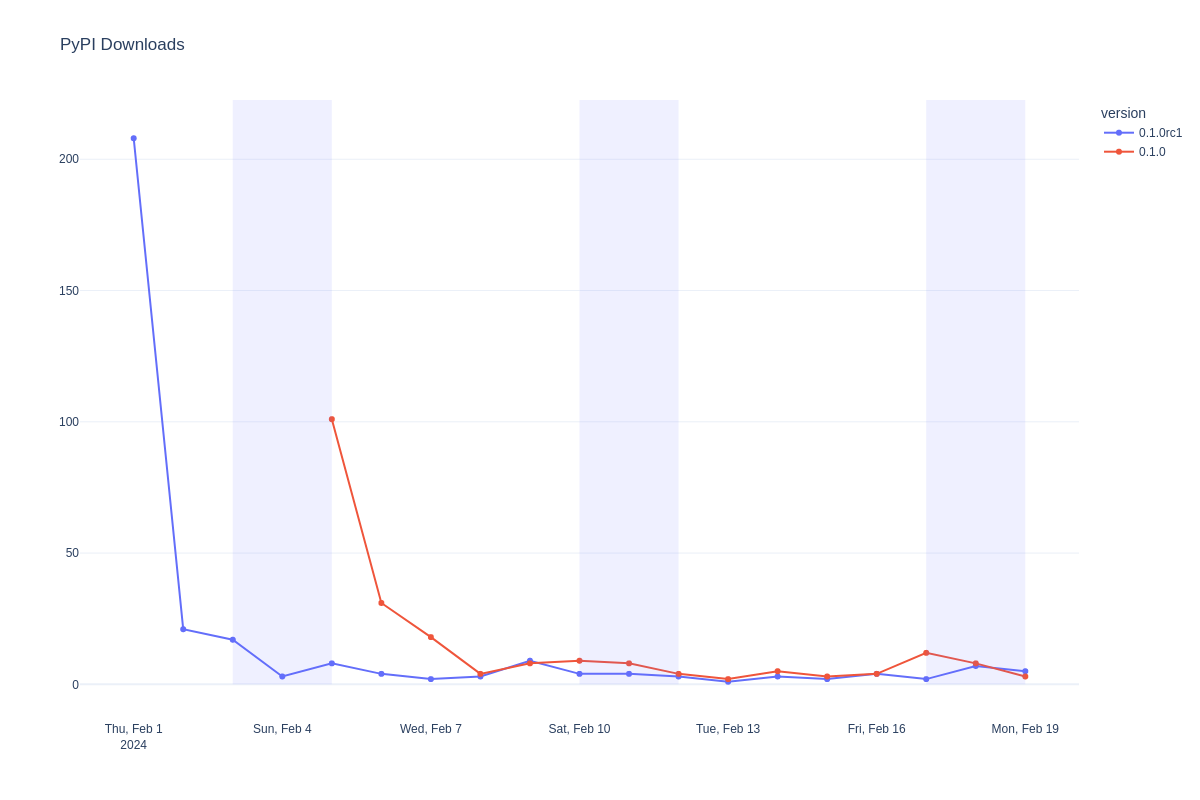 PyPI Downloads
version
0.1.0rc1
0.1.0
200
150
100
50
0
Thu, Feb 1
2024
Sun, Feb 4
Wed, Feb 7
Sat, Feb 10
Tue, Feb 13
Fri, Feb 16
Mon, Feb 19